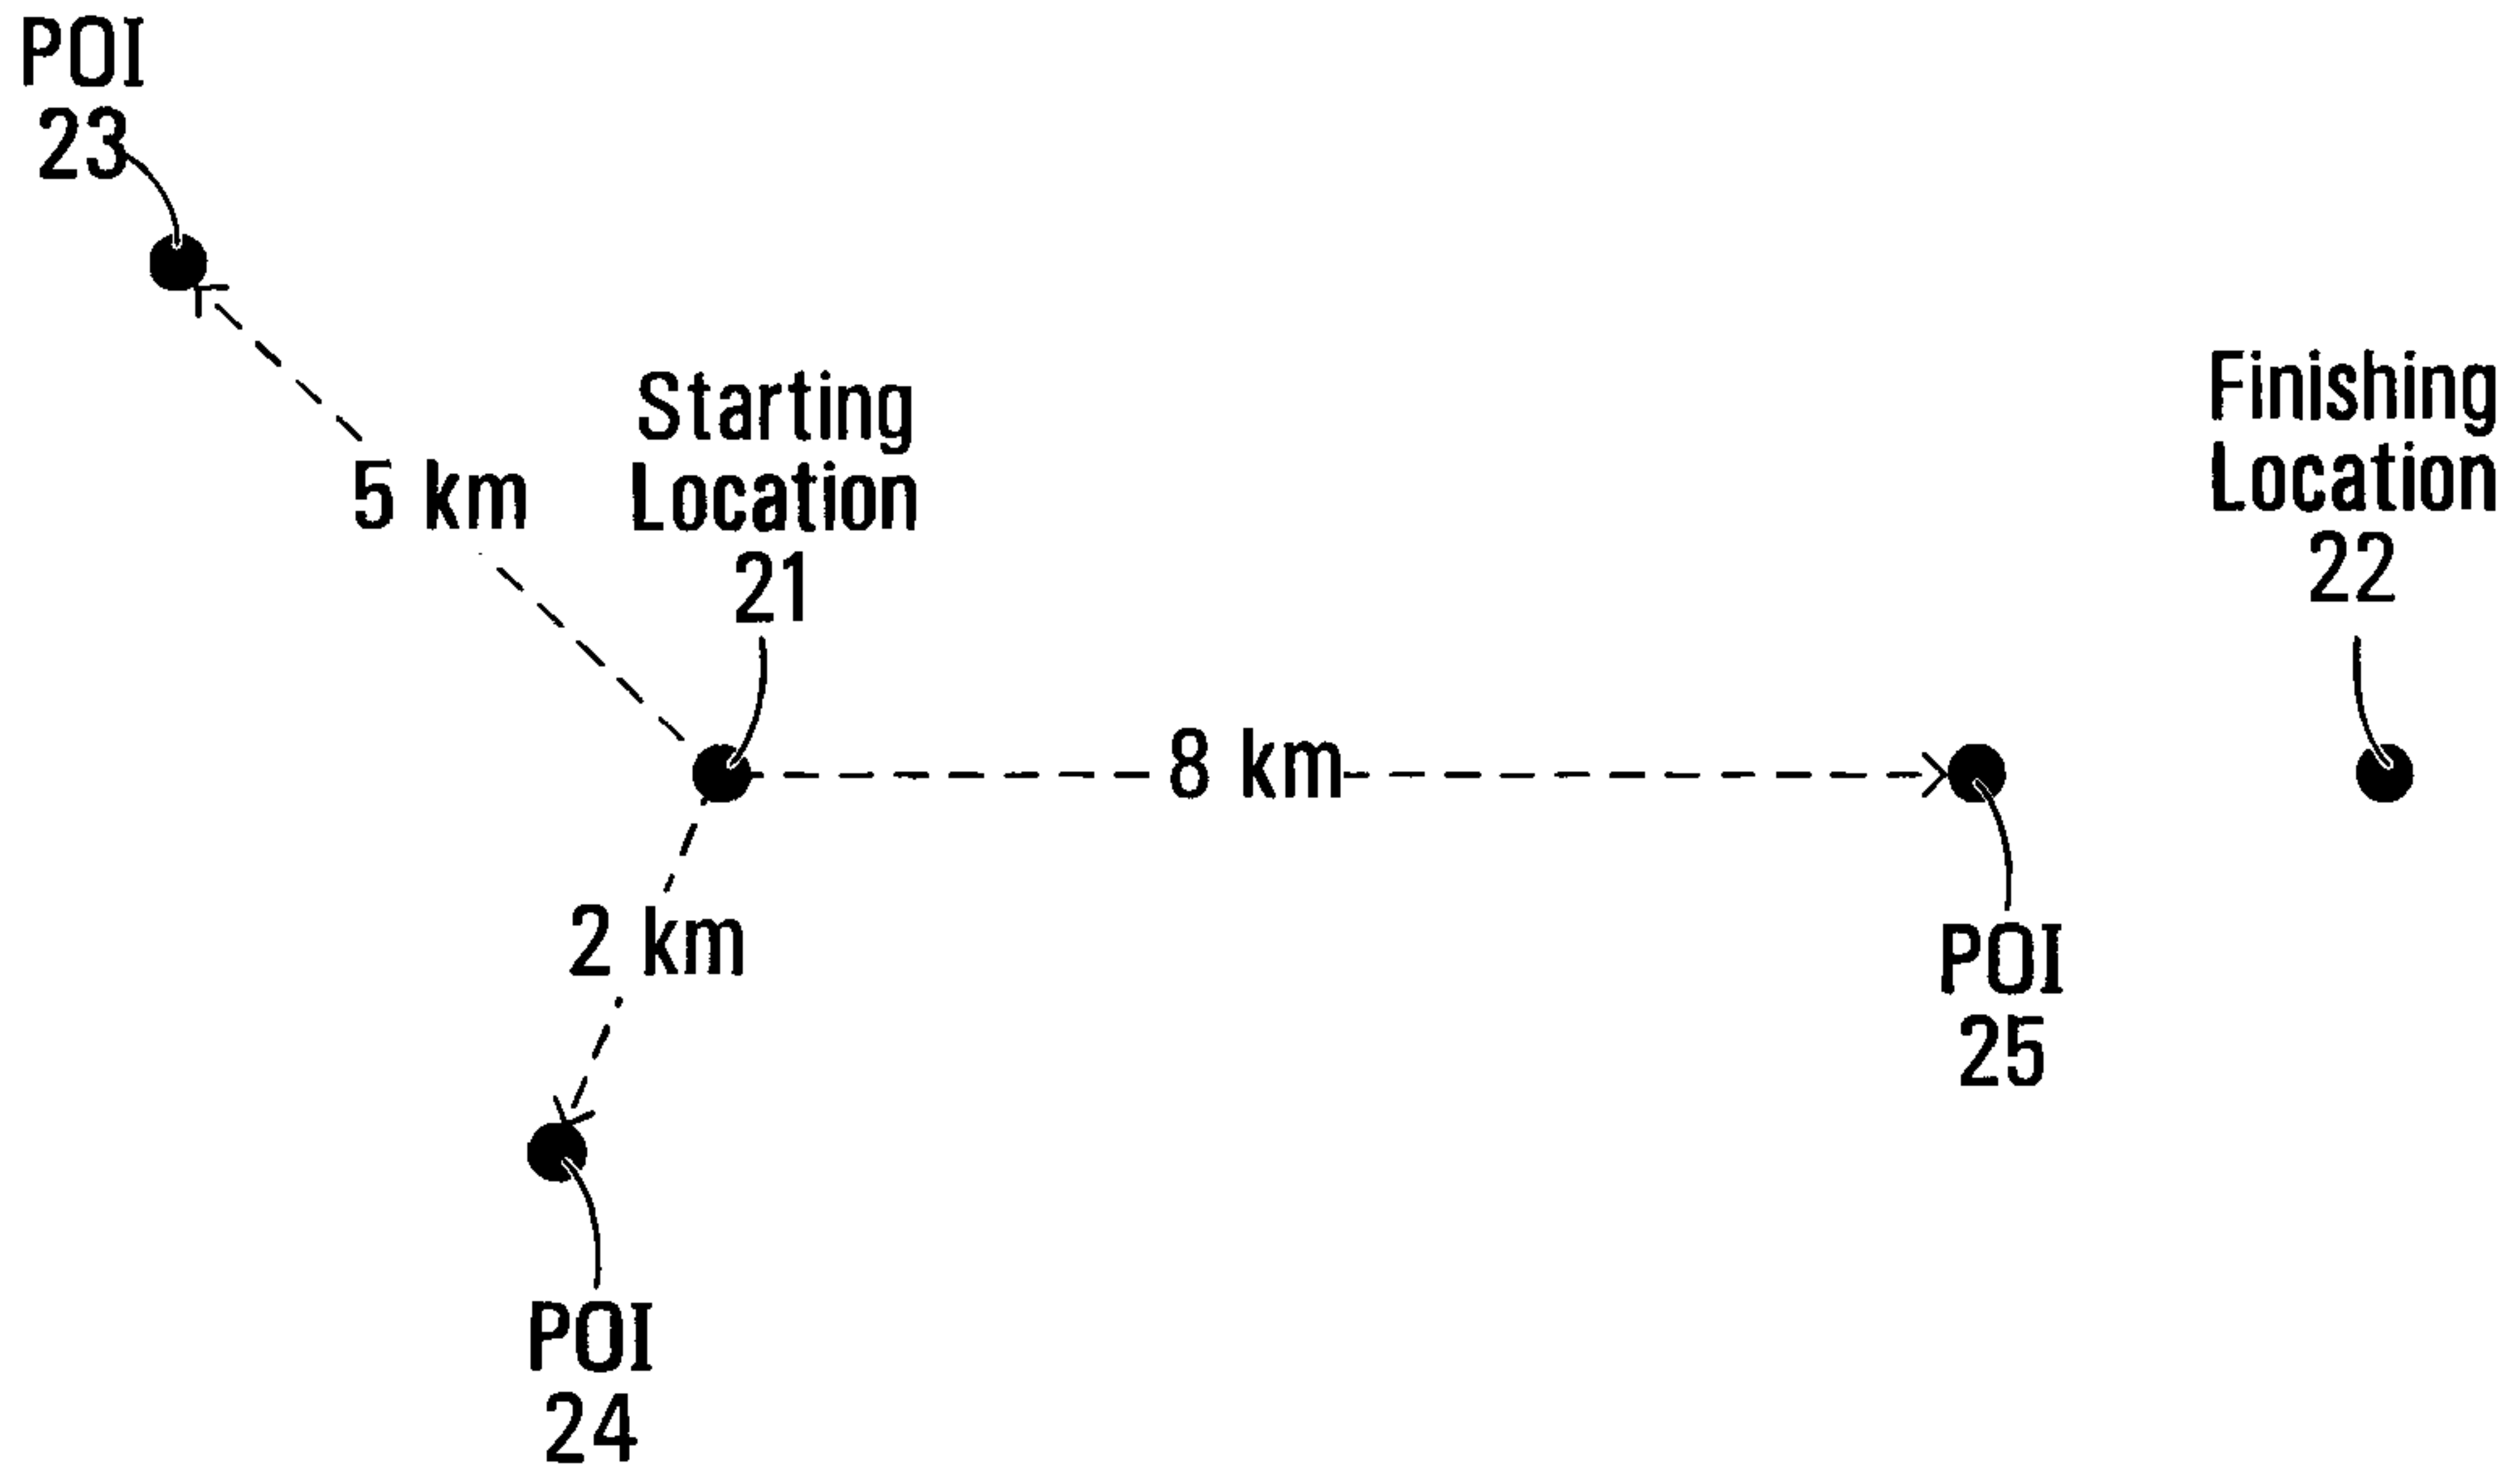 POI
23
5 km
Starting
Location
21
Finishing
Location
22
8 km
2 km
POI
25
POI
24